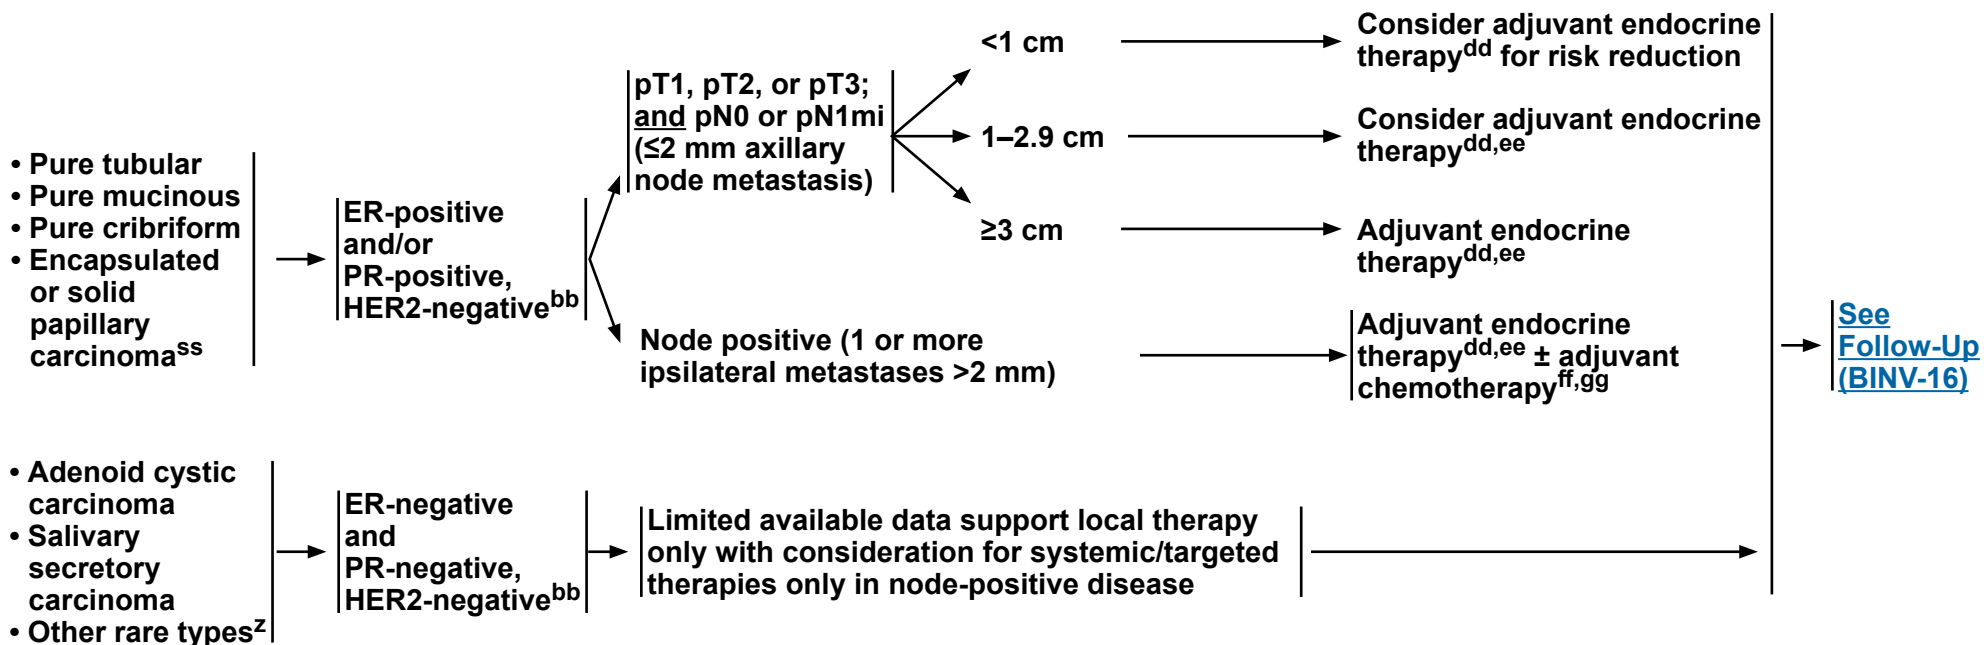 • Pure tubular
• Pure mucinous
• Pure cribriform
• Encapsulated
or solid
papillary
carcinomass
ER-positive
and/or
PR-positive,
HER2-negativebb
pT1, pT2, or pT3;
and pN0 or pN1mi
(≤2 mm axillary
node metastasis)
<1 cm
Consider adjuvant endocrine
therapydd for risk reduction
1–2.9 cm
Consider adjuvant endocrine
therapydd,ee
≥3 cm
Adjuvant endocrine
therapydd,ee
Node positive (1 or more
ipsilateral metastases >2 mm)
Adjuvant endocrine
therapydd,ee ± adjuvant
chemotherapyff,gg
See
Follow-Up
(BINV-16)
• Adenoid cystic
carcinoma
• Salivary
secretory
carcinoma
• Other rare typesz
ER-negative
and
PR-negative,
HER2-negativebb
Limited available data support local therapy
only with consideration for systemic/targeted
therapies only in node-positive disease